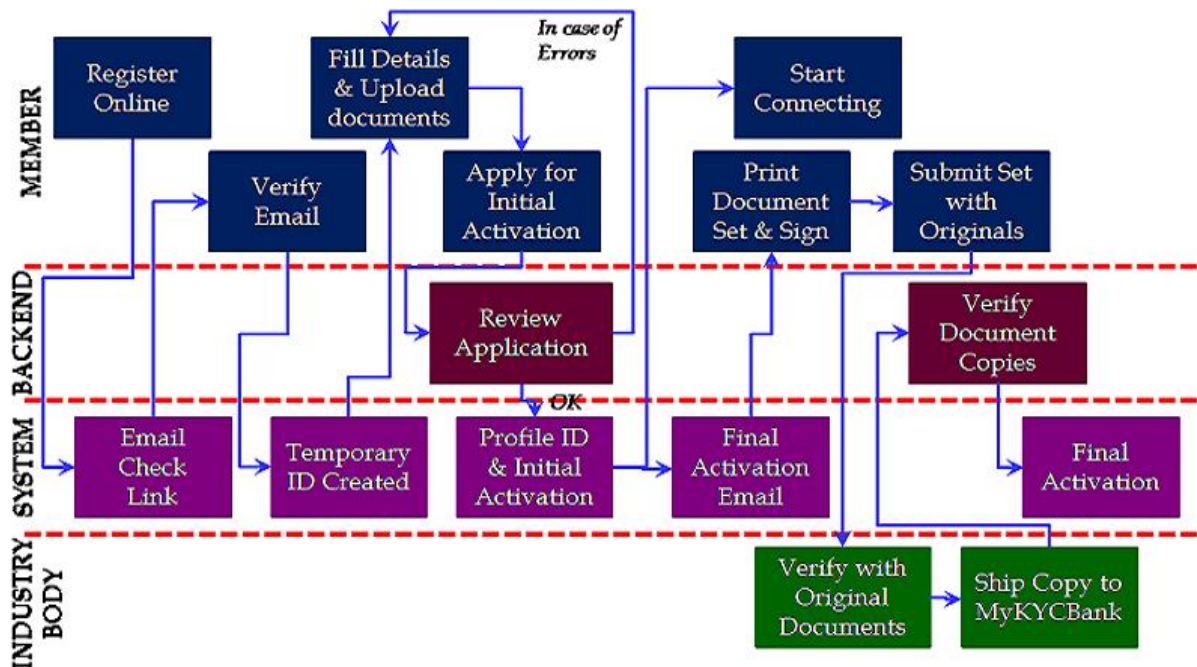 MEMBER
Register
Online
Fill Details
& Upload
documents
In case of
Errors
Start
Connecting
Verify
Email
Apply for
Initial
Activation
Print
Document
Set & Sign
Submit Set
with
Originals
BACKEND
Review
Application
Verify
Document
Copies
OK
SYSTEM
Email
Check
Link
Temporary
ID Created
Profile ID
& Initial
Activation
Final
Activation
Email
Final
Activation
INDUSTRY
BODY
Verify with
Original
Documents
Ship Copy to
MyKYCBank